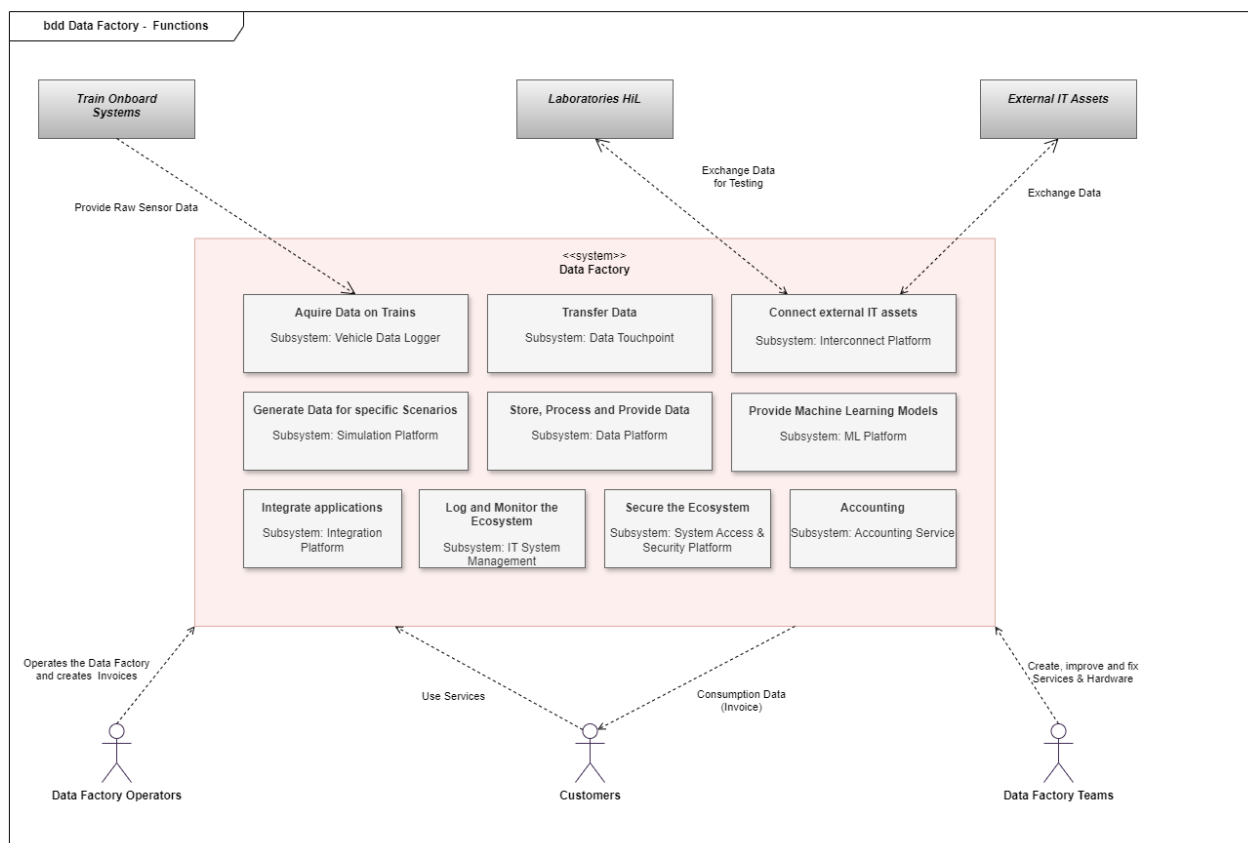 bdd Data Factory - Functions
Train Onboard
Systems
Laboratories HiL
External IT Assets
Exchange Data
for Testing
Exchange Data
Provide Raw Sensor Data
<<system>>
Data Factory
Aquire Data on Trains
Subsystem: Vehicle Data Logger
Transfer Data
Subsystem: Data Touchpoint
Connect external IT assets
Subsystem: Interconnect Platform
Generate Data for specific Scenarios
Subsystem: Simulation Platform
Store, Process and Provide Data
Subsystem: Data Platform
Provide Machine Learning Models
Subsystem: ML Platform
Integrate applications
Subsystem: Integration
Platform
Log and Monitor the
Ecosystem
Subsystem: IT System
Management
Secure the Ecosystem
Subsystem: System Access &
Security Platform
Accounting
Subsystem: Accounting Service
Operates the Data Factory
and creates Invoices
Use Services
Consumption Data
(Invoice)
Create, improve and fix
Services & Hardware
Data Factory Operators
Customers
Data Factory Teams